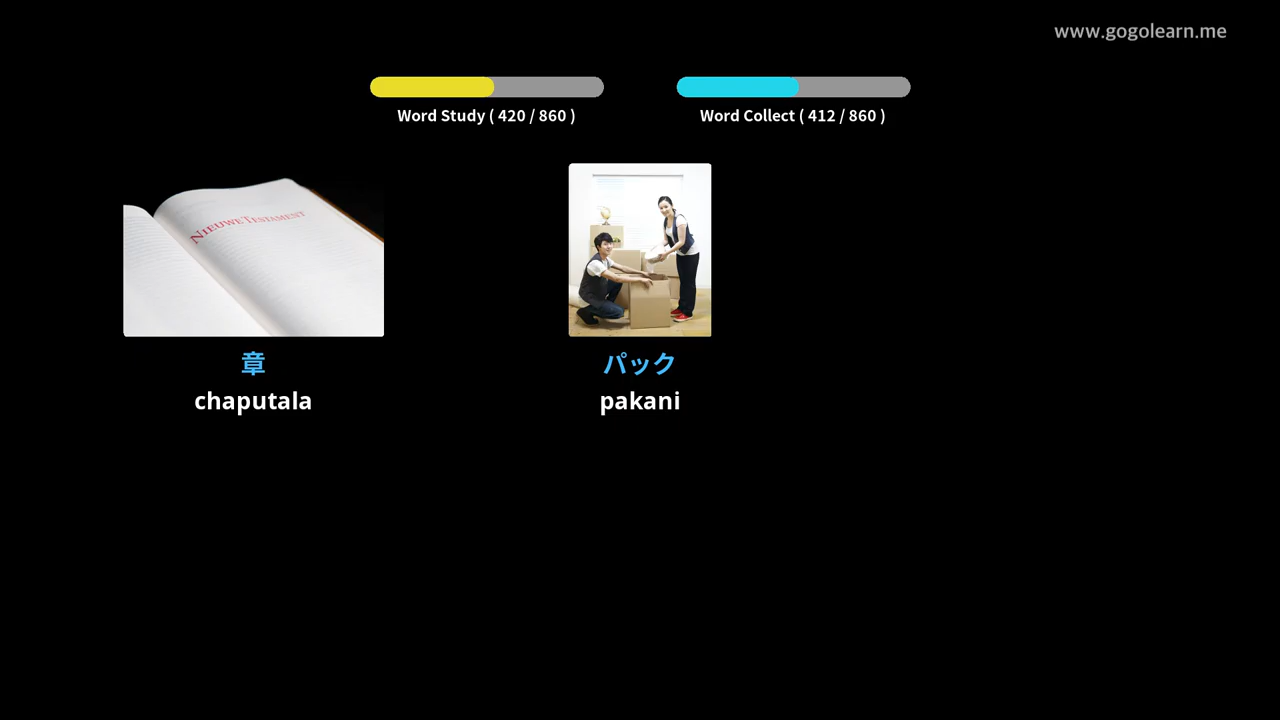 www.gogolearn.me
Word Study ( 420 / 860 )
Word Collect ( 412 / 860 )
NIEUWE TESTAMENT
章
chaputala
パック
pakani